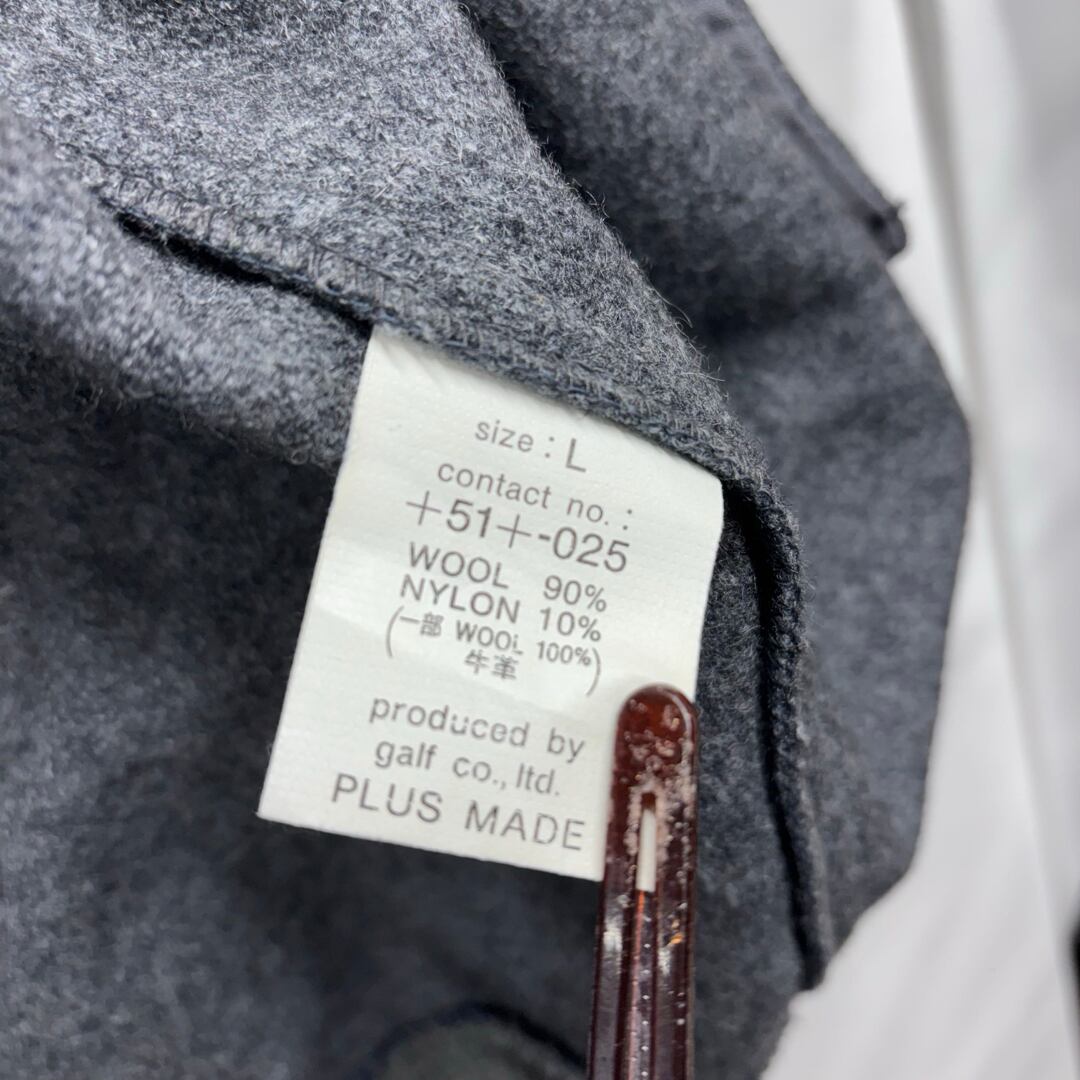 size : L
contact no. :
+51+-025
WOOL 90%
NYLON 10%
(一部 WOOL 100%)
牛革
produced by
galf co., ltd.
PLUS MADE